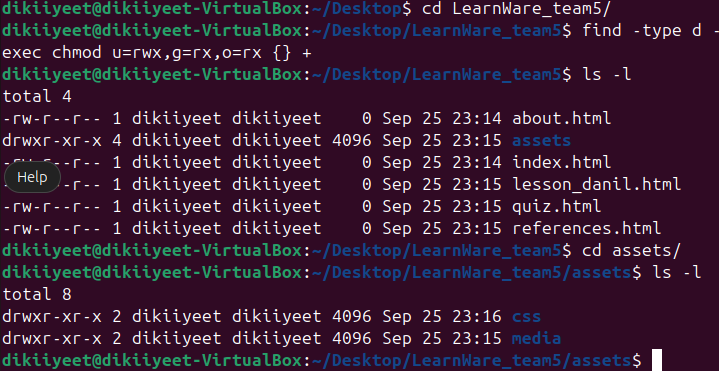 dikiiyeet@dikiiyeet-VirtualBox:~/Desktop$ cd LearnWare_team5/
dikiiyeet@dikiiyeet-VirtualBox:~/Desktop/LearnWare_team5$ find -type d -
exec chmod u=rwx,g=rx,o=rx {} +
dikiiyeet@dikiiyeet-VirtualBox:~/Desktop/LearnWare_team5$ ls -l
total 4
-rw-r--r-- 1 dikiiyeet dikiiyeet    0 Sep 25 23:14 about.html
drwxr-xr-x 4 dikiiyeet dikiiyeet 4096 Sep 25 23:15 assets
-rw-r--r-- 1 dikiiyeet dikiiyeet    0 Sep 25 23:14 index.html
Help
r--r-- 1 dikiiyeet dikiiyeet    0 Sep 25 23:15 lesson_danil.html
-rw-r--r-- 1 dikiiyeet dikiiyeet    0 Sep 25 23:15 quiz.html
-rw-r--r-- 1 dikiiyeet dikiiyeet    0 Sep 25 23:15 references.html
dikiiyeet@dikiiyeet-VirtualBox:~/Desktop/LearnWare_team5$ cd assets/
dikiiyeet@dikiiyeet-VirtualBox:~/Desktop/LearnWare_team5/assets$ ls -l
total 8
drwxr-xr-x 2 dikiiyeet dikiiyeet 4096 Sep 25 23:16 css
drwxr-xr-x 2 dikiiyeet dikiiyeet 4096 Sep 25 23:15 media
dikiiyeet@dikiiyeet-VirtualBox:~/Desktop/LearnWare_team5/assets$